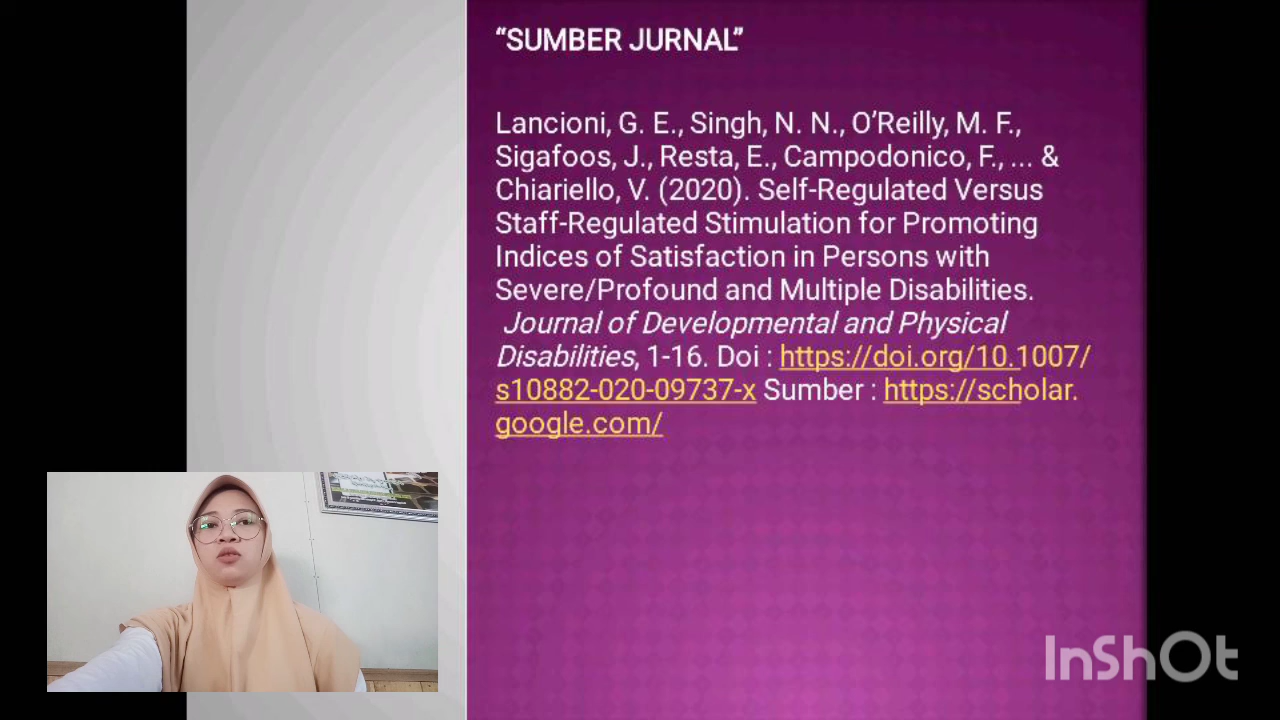 “SUMBER JURNAL”
Lancioni, G. E., Singh, N. N., O’Reilly, M. F.,
Sigafoos, J., Resta, E., Campodonico, F., ... &
Chiariello, V. (2020). Self-Regulated Versus
Staff-Regulated Stimulation for Promoting
Indices of Satisfaction in Persons with
Severe/Profound and Multiple Disabilities.
Journal of Developmental and Physical
Disabilities, 1-16. Doi : https://doi.org/10.1007/
s10882-020-09737-x Sumber : https://scholar.
google.com/
InShOt